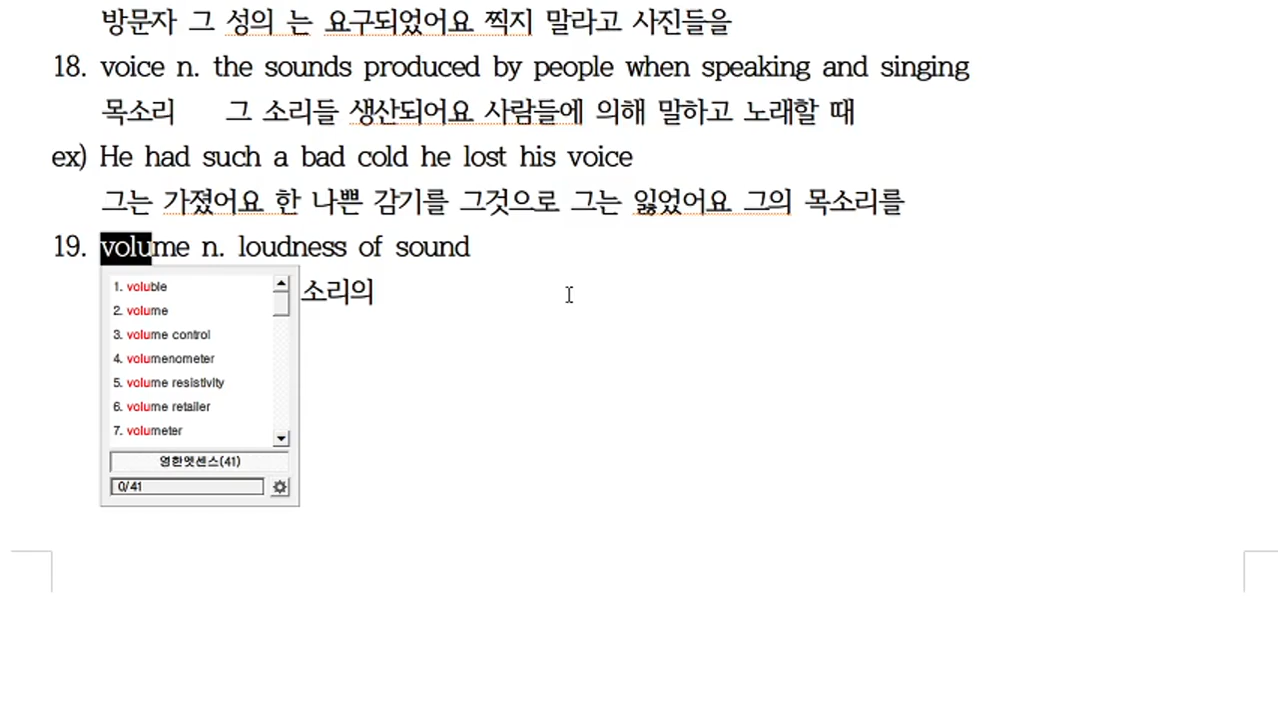 방문자 그 성의 는 요구되었어요 찍지 말라고 사진들을
18. voice n. the sounds produced by people when speaking and singing
목소리 그 소리들 생산되어요 사람들에 의해 말하고 노래할 때
ex) He had such a bad cold he lost his voice
그는 가졌어요 한 나쁜 감기를 그것으로 그는 잃었어요 그의 목소리를
19. volume n. loudness of sound
소리의
1. voluble
2. volume
3. volume control
4. volumenometer
5. volume resistivity
6. volume retailer
7. volumeter
영한엣센스(41)
0/41